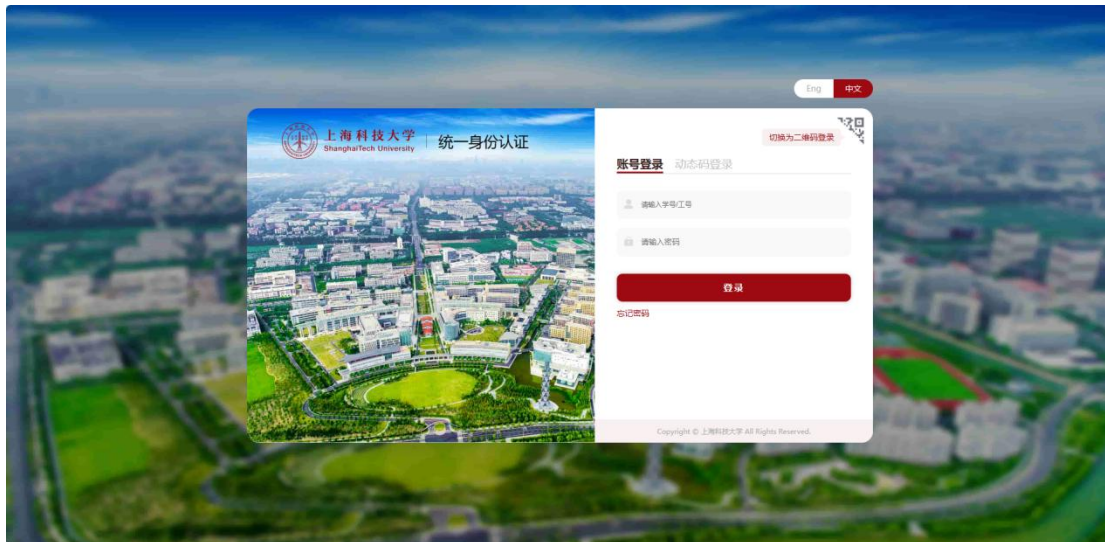 Eng 中文
上海科技大学
ShanghaiTech University
统一身份认证
切换为二维码登录
账号登录 动态码登录
请输入学号/工号
请输入密码
登录
忘记密码
Copyright © 上海科技大学 All Rights Reserved.